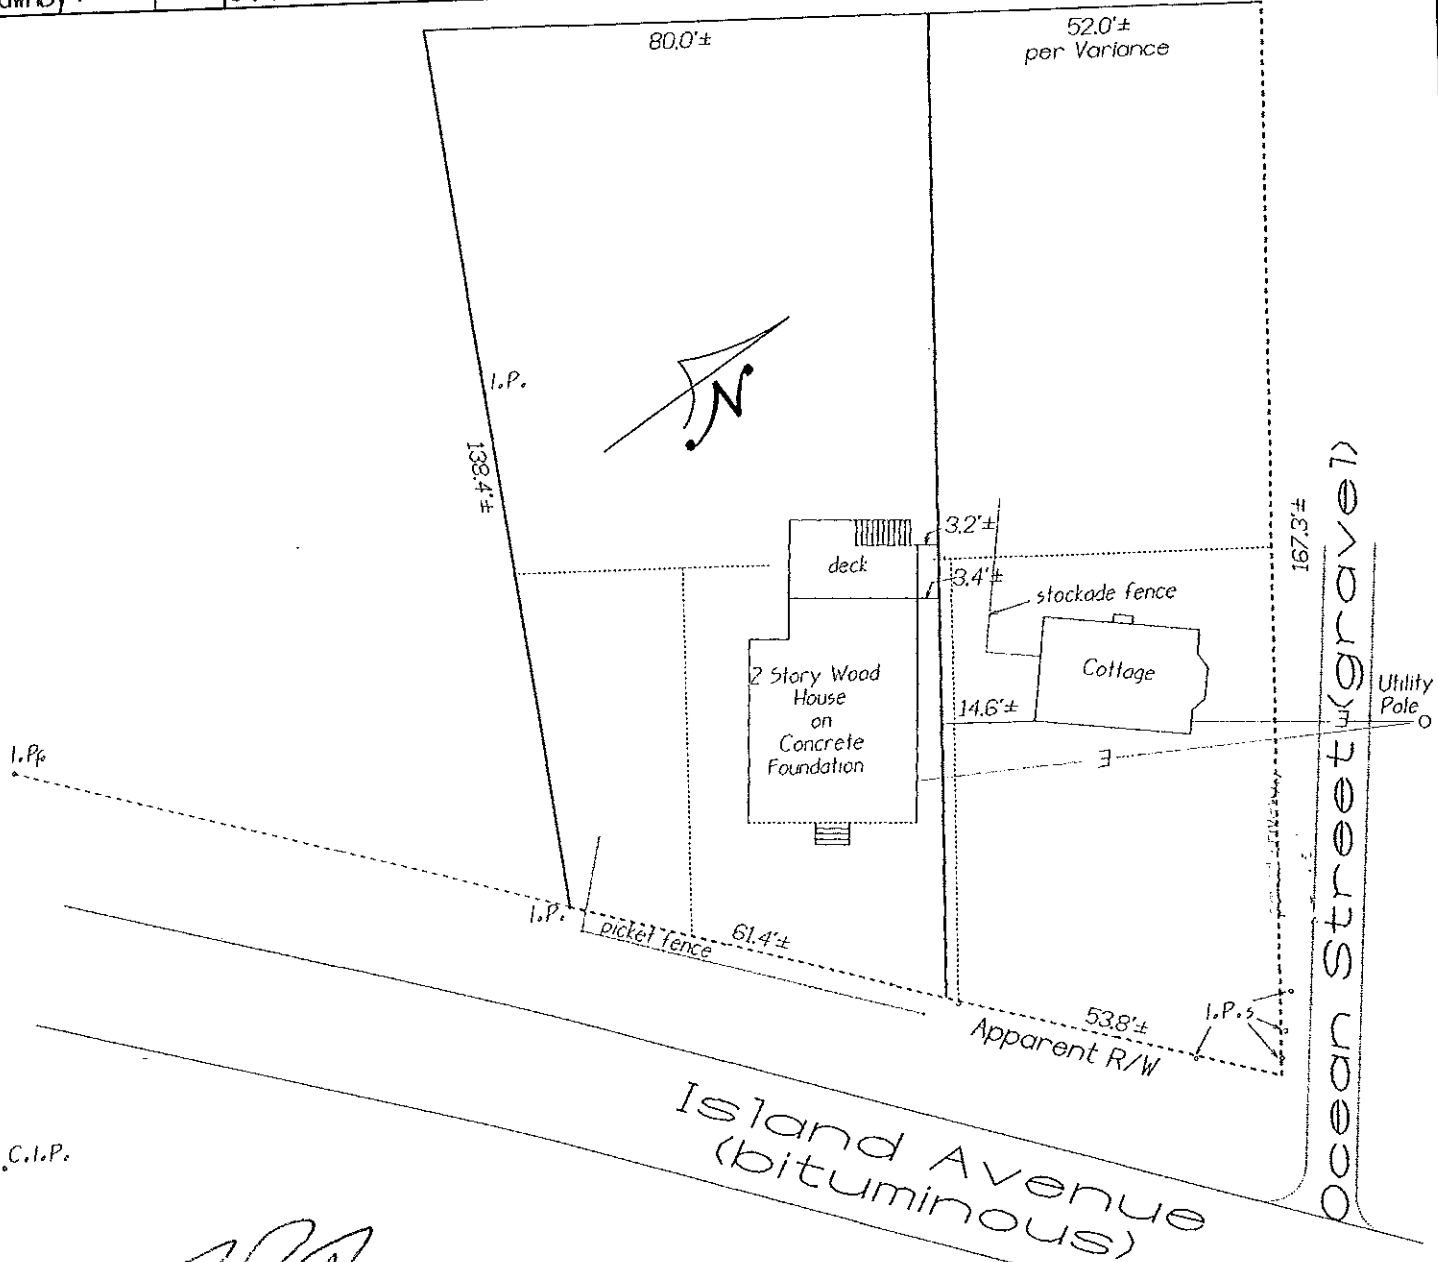 80.0'±
52.0'±
per Variance
I.P.
N
138.4'±
3.2'±
deck
3.4'±
stockade fence
167.3'±
Cottage
2 Story Wood
House
on
Concrete
Foundation
14.6'±
Utility
Pole
E
E
Ocean Street (gravel)
I.Pf.
I.P.
picket fence
61.4'±
53.8'±
I.P.s
Apparent R/W
Island Avenue
(bituminous)
C.I.P.